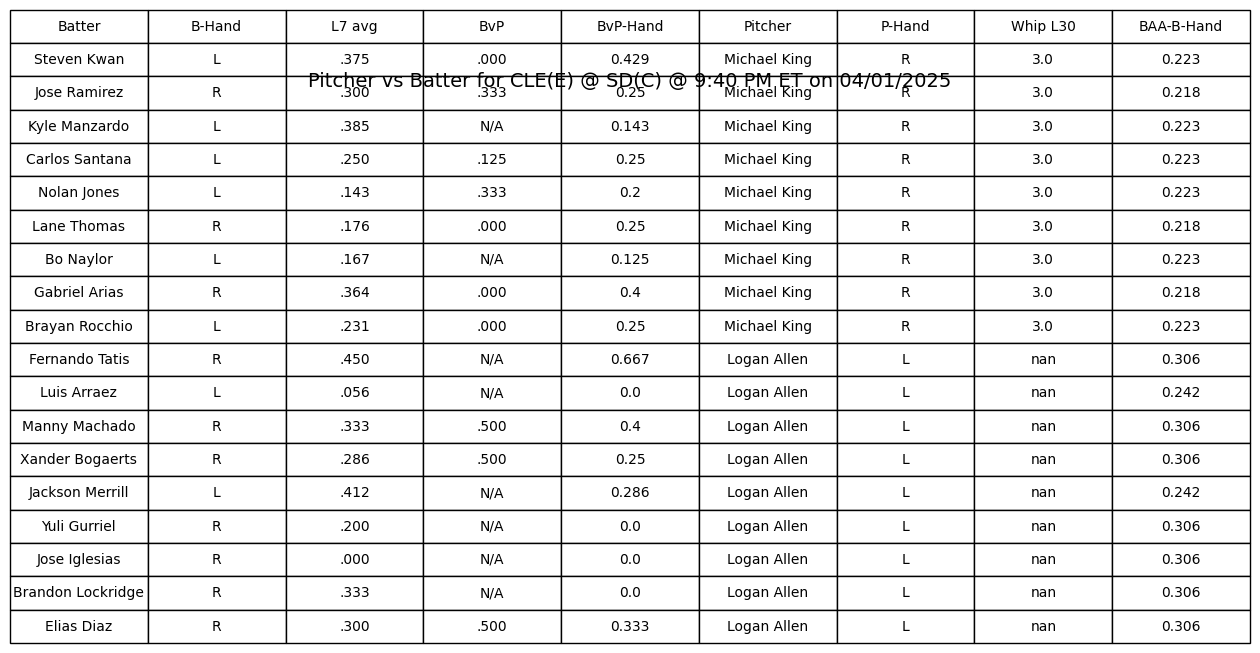 Batter B-Hand L7 avg BvP BvP-Hand Pitcher P-Hand Whip L30 BAA-B-Hand
Steven Kwan L .375 .000 0.429 Michael King R 3.0 0.223
Pitcher vs Batter for CLE(E) @ SD(C) @ 9:40 PM ET on 04/01/2025
Jose Ramirez R .300 .333 0.25 Michael King R 3.0 0.218
Kyle Manzardo L .385 N/A 0.143 Michael King R 3.0 0.223
Carlos Santana L .250 .125 0.25 Michael King R 3.0 0.223
Nolan Jones L .143 .333 0.2 Michael King R 3.0 0.223
Lane Thomas R .176 .000 0.25 Michael King R 3.0 0.218
Bo Naylor L .167 N/A 0.125 Michael King R 3.0 0.223
Gabriel Arias R .364 .000 0.4 Michael King R 3.0 0.218
Brayan Rocchio L .231 .000 0.25 Michael King R 3.0 0.223
Fernando Tatis R .450 N/A 0.667 Logan Allen L nan 0.306
Luis Arraez L .056 N/A 0.0 Logan Allen L nan 0.242
Manny Machado R .333 .500 0.4 Logan Allen L nan 0.306
Xander Bogaerts R .286 .500 0.25 Logan Allen L nan 0.306
Jackson Merrill L .412 N/A 0.286 Logan Allen L nan 0.242
Yuli Gurriel R .200 N/A 0.0 Logan Allen L nan 0.306
Jose Iglesias R .000 N/A 0.0 Logan Allen L nan 0.306
Brandon Lockridge R .333 N/A 0.0 Logan Allen L nan 0.306
Elias Diaz R .300 .500 0.333 Logan Allen L nan 0.306